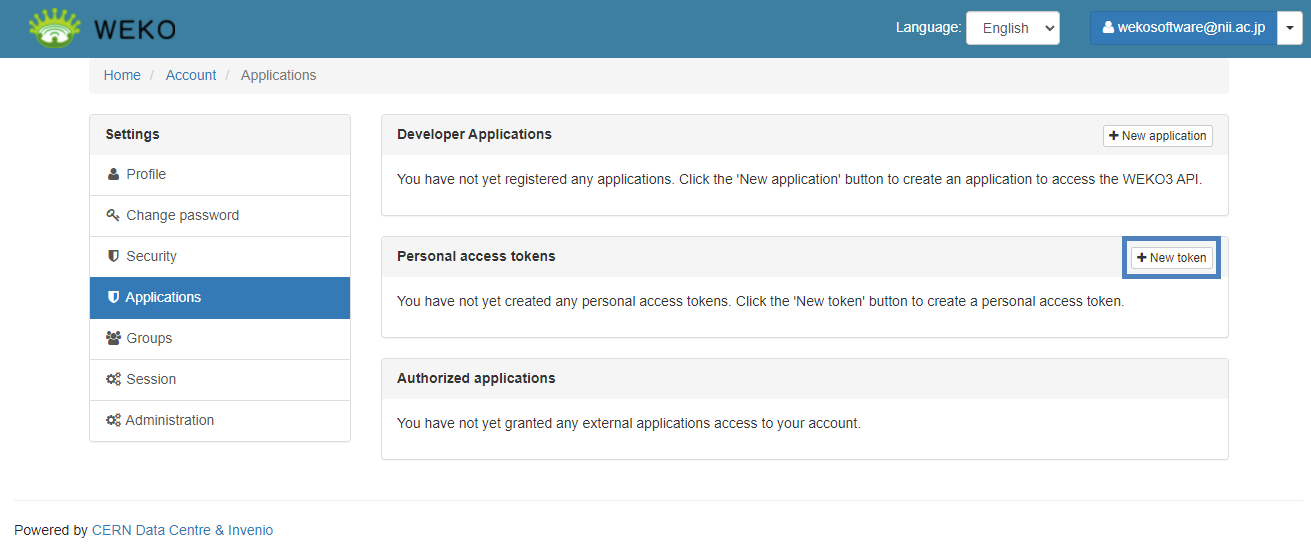 WEKO
Language: English wekosoftware@nii.ac.jp
Home / Account / Applications
Settings
Profile
Change password
Security
Applications
Groups
Session
Administration
Developer Applications
New application
You have not yet registered any applications. Click the 'New application' button to create an application to access the WEKO3 API.
Personal access tokens
New token
You have not yet created any personal access tokens. Click the 'New token' button to create a personal access token.
Authorized applications
You have not yet granted any external applications access to your account.
Powered by CERN Data Centre & Invenio